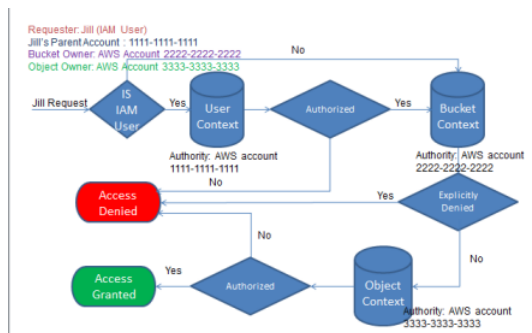 Requester: Jill (IAM User)
Jill's Parent Account : 1111-1111-1111
Bucket Owner: AWS Account 2222-2222-2222
Object Owner: AWS Account 3333-3333-3333
No
Jill Request
IS
IAM
User
Yes
User
Context
Authorized
Yes
Bucket
Context
Authority: AWS account
1111-1111-1111
Authority: AWS account
2222-2222-2222
No
Access
Denied
Yes
Explicitly
Denied
No
No
Access
Granted
Yes
Authorized
Object
Context
Authority: AWS account
3333-3333-3333